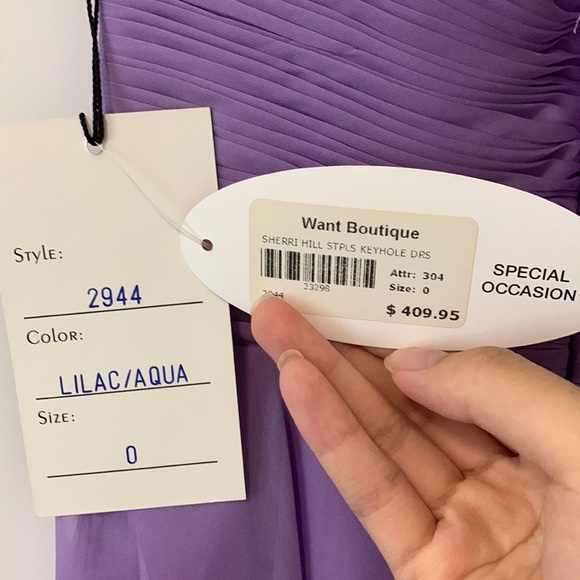 STYLE:
2944
COLOR:
LILAC/AQUA
SIZE:
0
Want Boutique
SHERRI HILL STPLS KEYHOLE DRS
Attr: 304
23298
Size: 0
2944
$ 409.95
SPECIAL
OCCASION